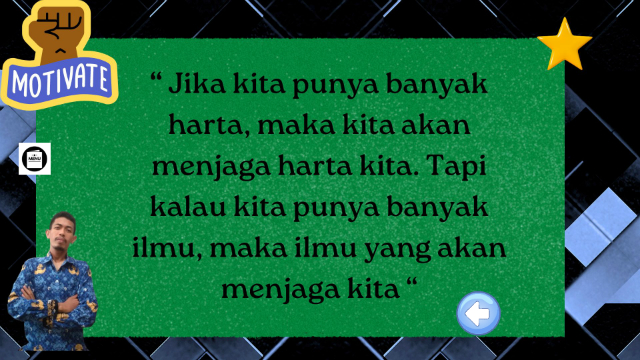 MOTIVATE
“ Jika kita punya banyak
harta, maka kita akan
menjaga harta kita. Tapi
kalau kita punya banyak
ilmu, maka ilmu yang akan
menjaga kita “
MENU